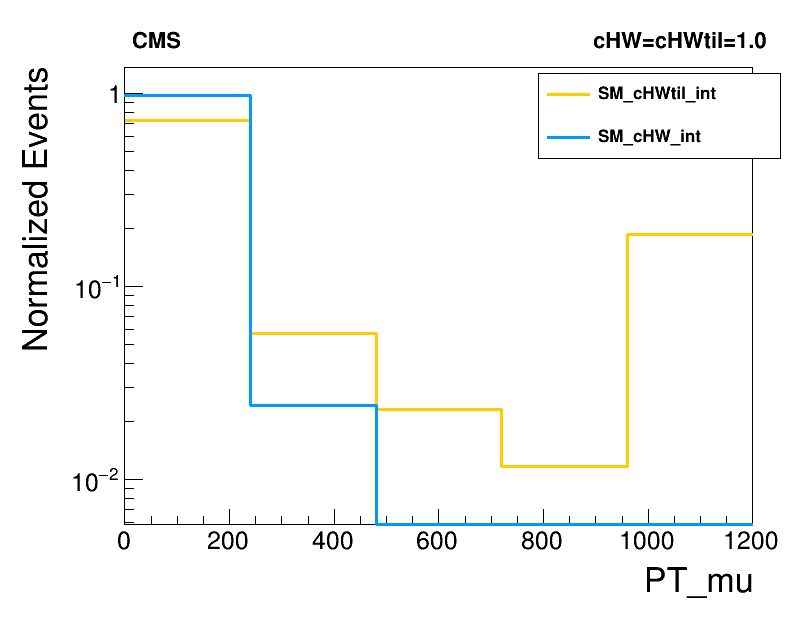 CMS
cHW=cHWtil=1.0
Normalized Events
SM_cHWtil_int
SM_cHW_int
1
10⁻¹
10⁻²
0 200 400 600 800 1000 1200
PT_mu